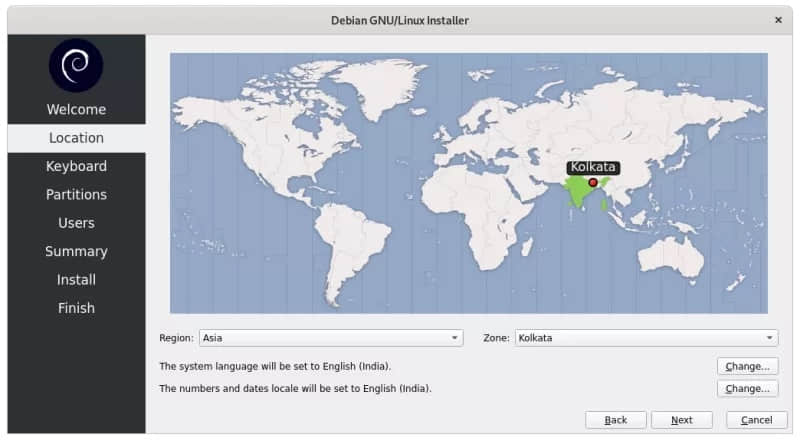 Debian GNU/Linux Installer
Welcome
Location
Keyboard
Partitions
Users
Summary
Install
Finish
Kolkata
Region: Asia Zone: Kolkata
The system language will be set to English (India). Change...
The numbers and dates locale will be set to English (India). Change...
Back Next Cancel